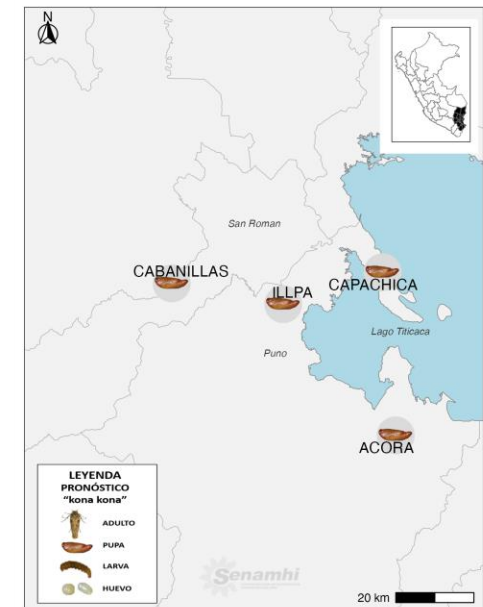 N
San Roman
CABANILLAS
ILLPA
CAPACHICA
Lago Titicaca
Puno
ACORA
LEYENDA
PRONÓSTICO
"kona kona"
ADULTO
PUPA
LARVA
HUEVO
Senamhi
20 km